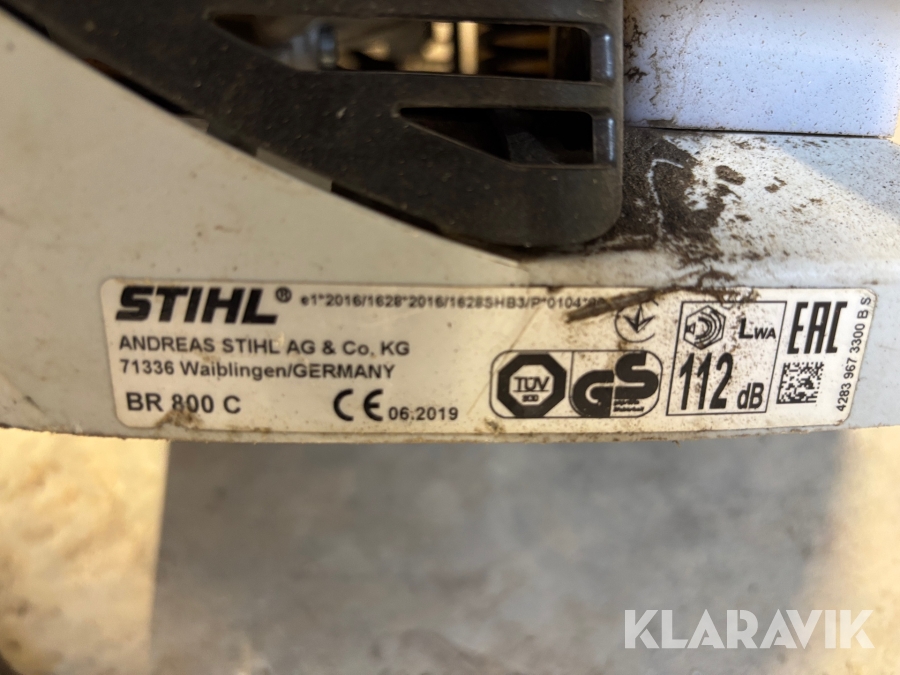 STIHL® e1*2016/1628*2016/1628SHB3/P*0104*
ANDREAS STIHL AG & Co. KG
71336 Waiblingen/GERMANY
BR 800 C CE 06.2019
TÜV
GS
LWA
112 dB
EAC
4283 967 3300 B S
KLARAVIK